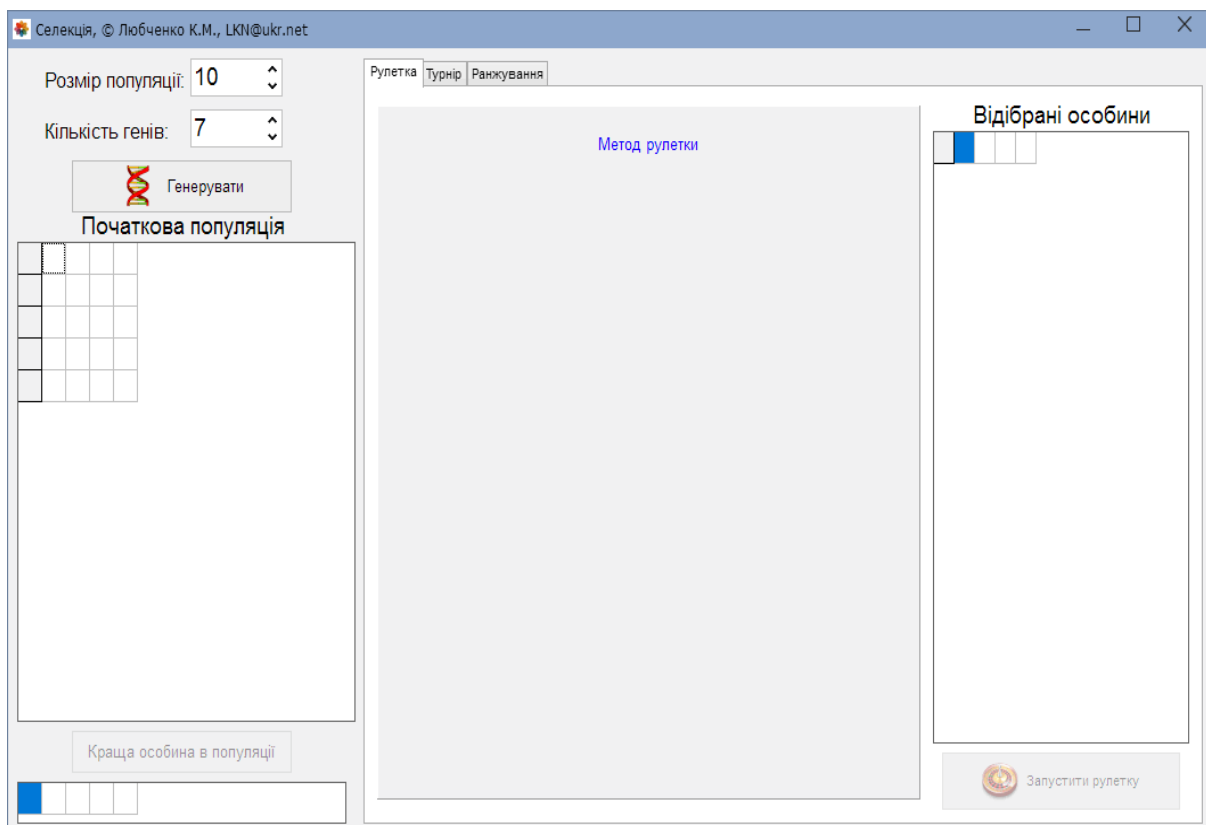 Селекція, © Любченко К.М., LKN@ukr.net
Розмір популяції: 10
Кількість генів: 7
Генерувати
Початкова популяція
Краща особина в популяції
Рулетка Турнір Ранжування
Метод рулетки
Відібрані особини
Запустити рулетку